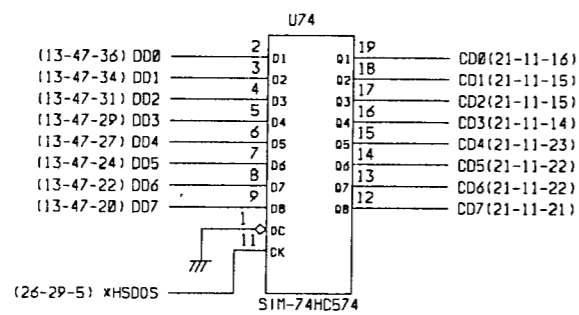 U74
(13-47-36) DD0 2 D1 Q1 19 CD0(21-11-16)
(13-47-34) DD1 3 D2 Q2 18 CD1(21-11-15)
(13-47-31) DD2 4 D3 Q3 17 CD2(21-11-15)
(13-47-29) DD3 5 D4 Q4 16 CD3(21-11-14)
(13-47-27) DD4 6 D5 Q5 15 CD4(21-11-23)
(13-47-24) DD5 7 D6 Q6 14 CD5(21-11-22)
(13-47-22) DD6 8 D7 Q7 13 CD6(21-11-22)
(13-47-20) DD7 9 D8 Q8 12 CD7(21-11-21)
1 OC
11 CK
(26-29-5) XHSDOS
SIM-74HC574